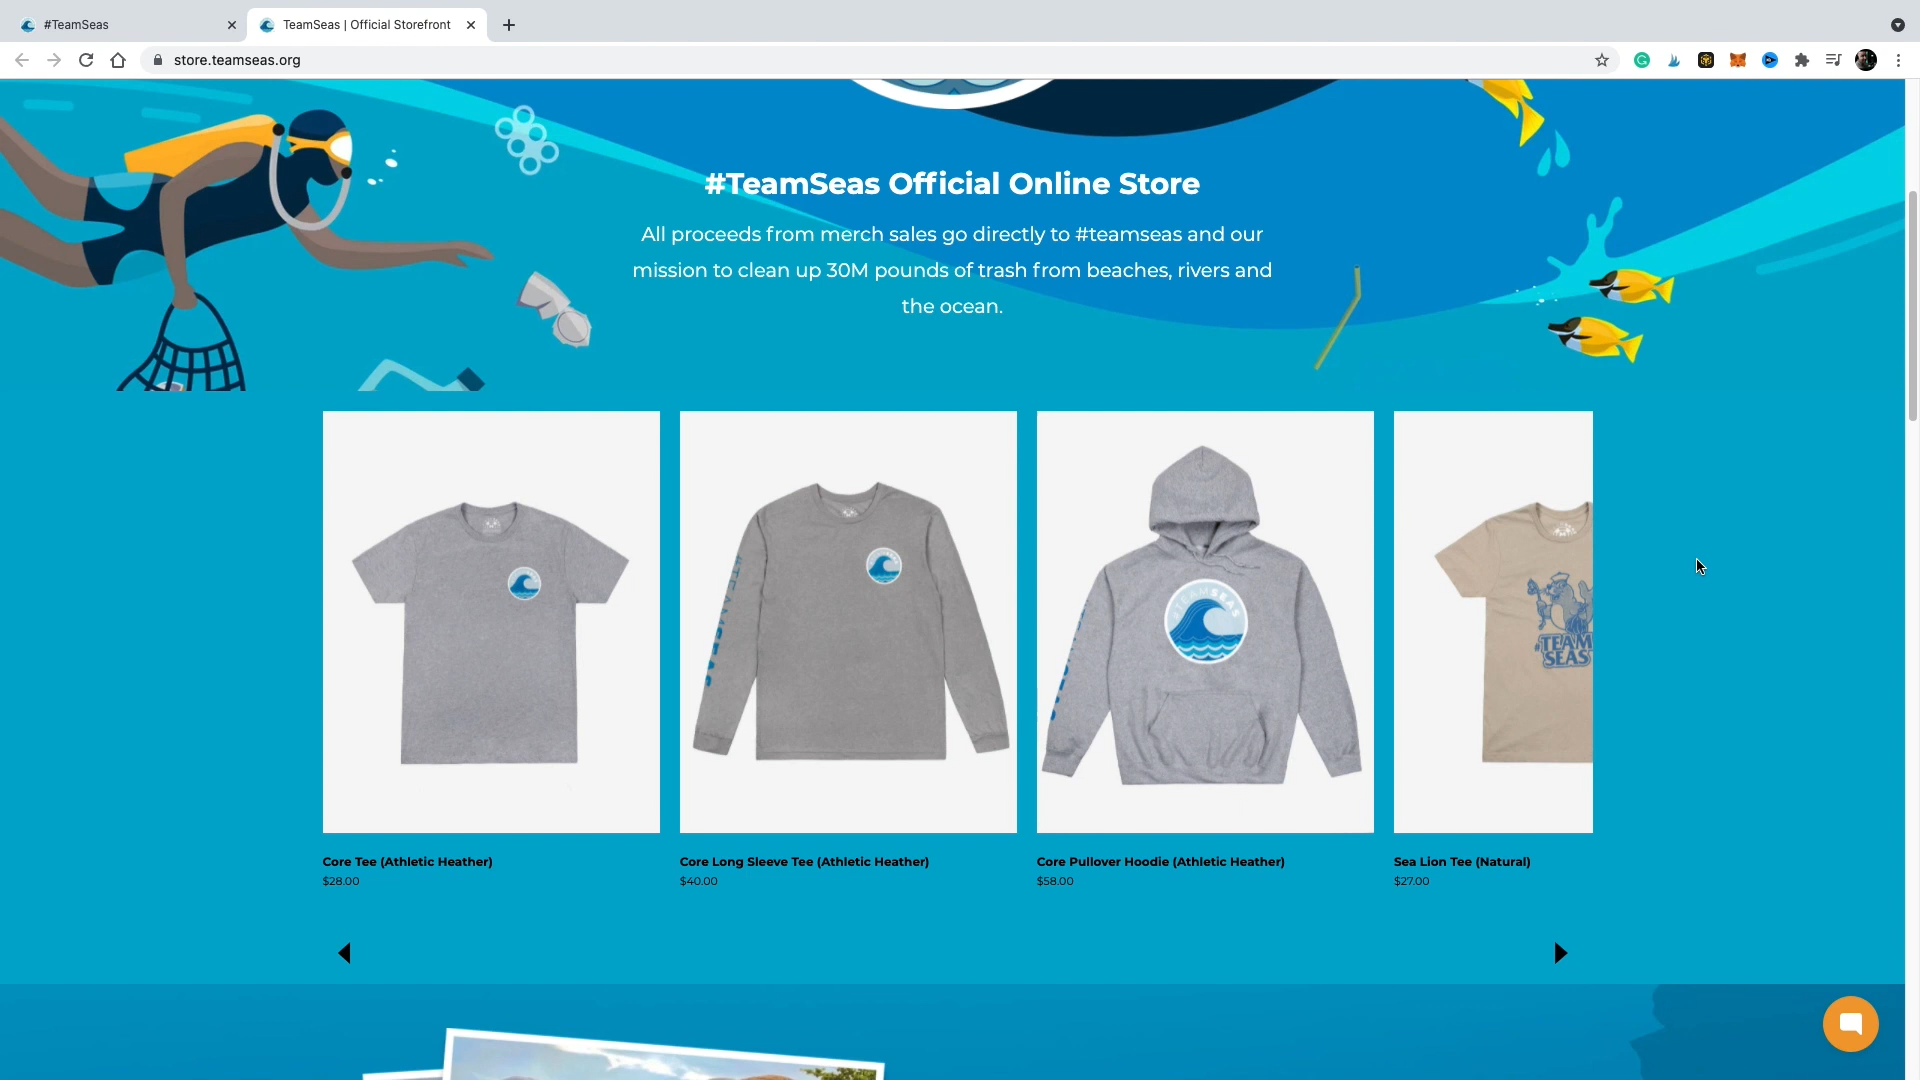 #TeamSeas
TeamSeas | Official Storefront
store.teamseas.org
#TeamSeas Official Online Store
All proceeds from merch sales go directly to #teamseas and our
mission to clean up 30M pounds of trash from beaches, rivers and
the ocean.
#TEAMSEAS
#TEAM
SEAS
Core Tee (Athletic Heather)
$28.00
Core Long Sleeve Tee (Athletic Heather)
$40.00
Core Pullover Hoodie (Athletic Heather)
$58.00
Sea Lion Tee (Natural)
$27.00